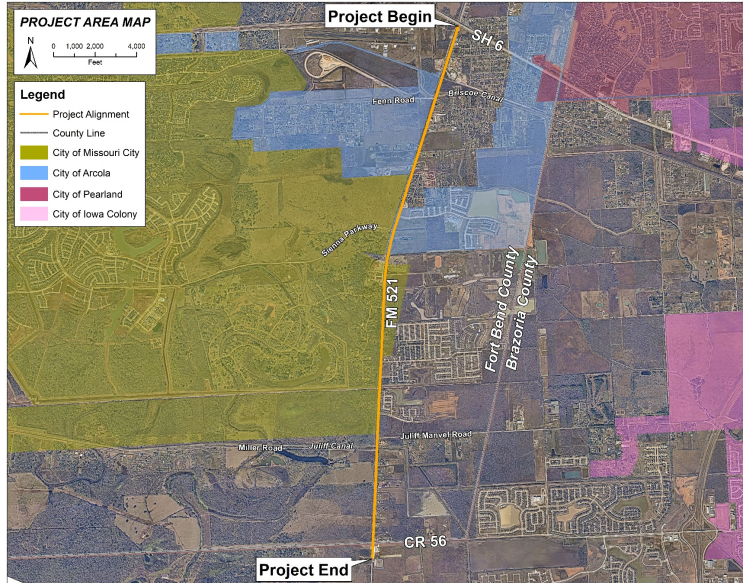 PROJECT AREA MAP
N
0 1,000 2,000 4,000
Feet
Legend
Project Alignment
County Line
City of Missouri City
City of Arcola
City of Pearland
City of Iowa Colony
Project Begin
SH 6
Fenn Road
Briscoe Canal
Sienna Parkway
FM 521
Fort Bend County
Brazoria County
Juliff Manvel Road
Miller Road
Juliff Canal
CR 56
Project End